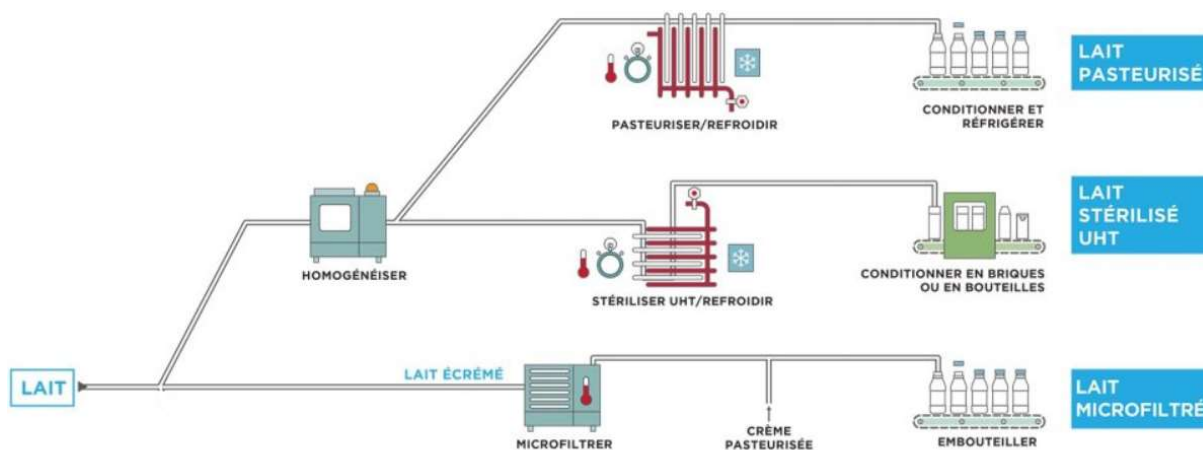 LAIT
PASTEURISÉ
PASTEURISER/REFROIDIR
CONDITIONNER ET
RÉFRIGÉRER
LAIT
STÉRILISÉ
UHT
HOMOGÉNÉISER
STÉRILISER UHT/REFROIDIR
CONDITIONNER EN BRIQUES
OU EN BOUTEILLES
LAIT
LAIT ÉCRÉMÉ
MICROFILTRER
CRÈME
PASTEURISÉE
EMBOUTEILLER
LAIT
MICROFILTRÉ